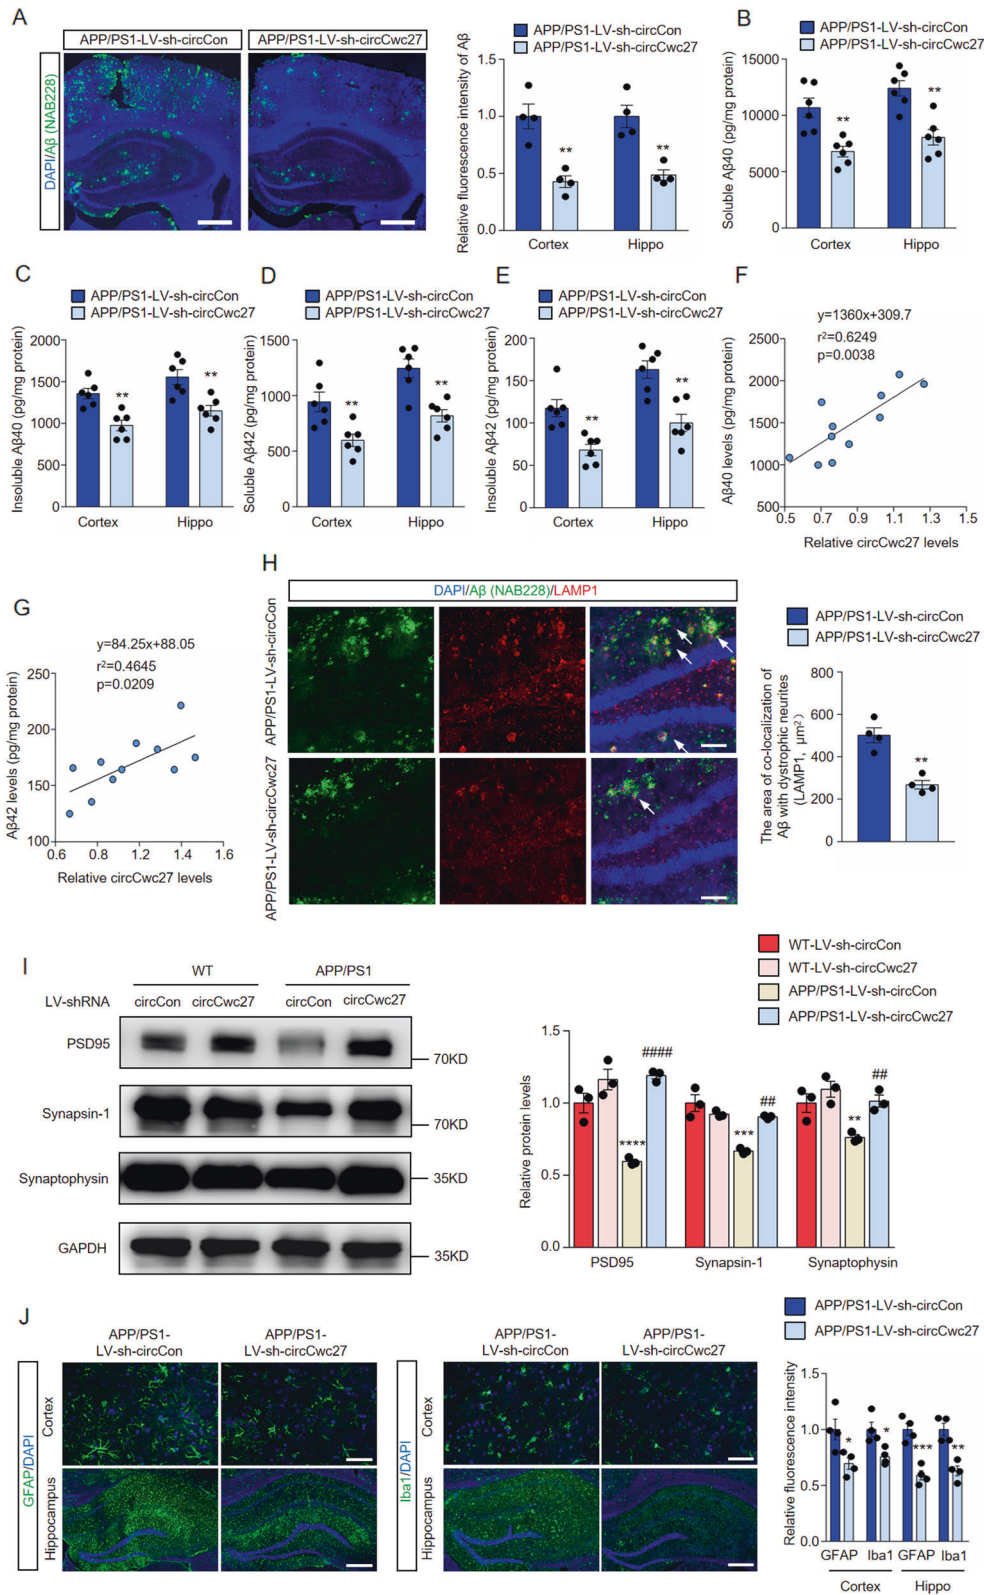 A
APP/PS1-LV-sh-circCon
APP/PS1-LV-sh-circCwc27
DAPI/Aβ (NAB228)
APP/PS1-LV-sh-circCon
APP/PS1-LV-sh-circCwc27
Relative fluorescence intensity of Aβ
1.5
1.0
0.5
0.0
**
**
Cortex
Hippo
B
APP/PS1-LV-sh-circCon
APP/PS1-LV-sh-circCwc27
Soluble Aβ40 (pg/mg protein)
15000
10000
5000
0
**
**
Cortex
Hippo
C
APP/PS1-LV-sh-circCon
APP/PS1-LV-sh-circCwc27
Insoluble Aβ40 (pg/mg protein)
2000
1500
1000
500
0
**
**
Cortex
Hippo
D
APP/PS1-LV-sh-circCon
APP/PS1-LV-sh-circCwc27
Soluble Aβ42 (pg/mg protein)
1500
1000
500
0
**
**
Cortex
Hippo
E
APP/PS1-LV-sh-circCon
APP/PS1-LV-sh-circCwc27
Insoluble Aβ42 (pg/mg protein)
200
150
100
50
0
**
**
Cortex
Hippo
F
y=1360x+309.7
r²=0.6249
p=0.0038
Aβ40 levels (pg/mg protein)
2500
2000
1500
1000
500
0.5
0.7
0.9
1.1
1.3
1.5
Relative circCwc27 levels
G
y=84.25x+88.05
r²=0.4645
p=0.0209
Aβ42 levels (pg/mg protein)
250
200
150
100
0.6
0.8
1.0
1.2
1.4
1.6
Relative circCwc27 levels
H
DAPI/Aβ (NAB228)/LAMP1
APP/PS1-LV-sh-circCon
APP/PS1-LV-sh-circCwc27
APP/PS1-LV-sh-circCon
APP/PS1-LV-sh-circCwc27
The area of co-localization of
Aβ with dystrophic neurites
(LAMP1, μm²)
800
600
400
200
0
**
I
WT
APP/PS1
LV-shRNA
circCon
circCwc27
circCon
circCwc27
PSD95
70KD
Synapsin-1
70KD
Synaptophysin
35KD
GAPDH
35KD
WT-LV-sh-circCon
WT-LV-sh-circCwc27
APP/PS1-LV-sh-circCon
APP/PS1-LV-sh-circCwc27
Relative protein levels
1.5
1.0
0.5
0.0
****
####
***
##
**
##
PSD95
Synapsin-1
Synaptophysin
J
APP/PS1-
LV-sh-circCon
APP/PS1-
LV-sh-circCwc27
GFAP/DAPI
Cortex
Hippocampus
APP/PS1-
LV-sh-circCon
APP/PS1-
LV-sh-circCwc27
Iba1/DAPI
Cortex
Hippocampus
APP/PS1-LV-sh-circCon
APP/PS1-LV-sh-circCwc27
Relative fluorescence intensity
1.5
1.0
0.5
0.0
*
*
***
**
GFAP
Iba1
GFAP
Iba1
Cortex
Hippo